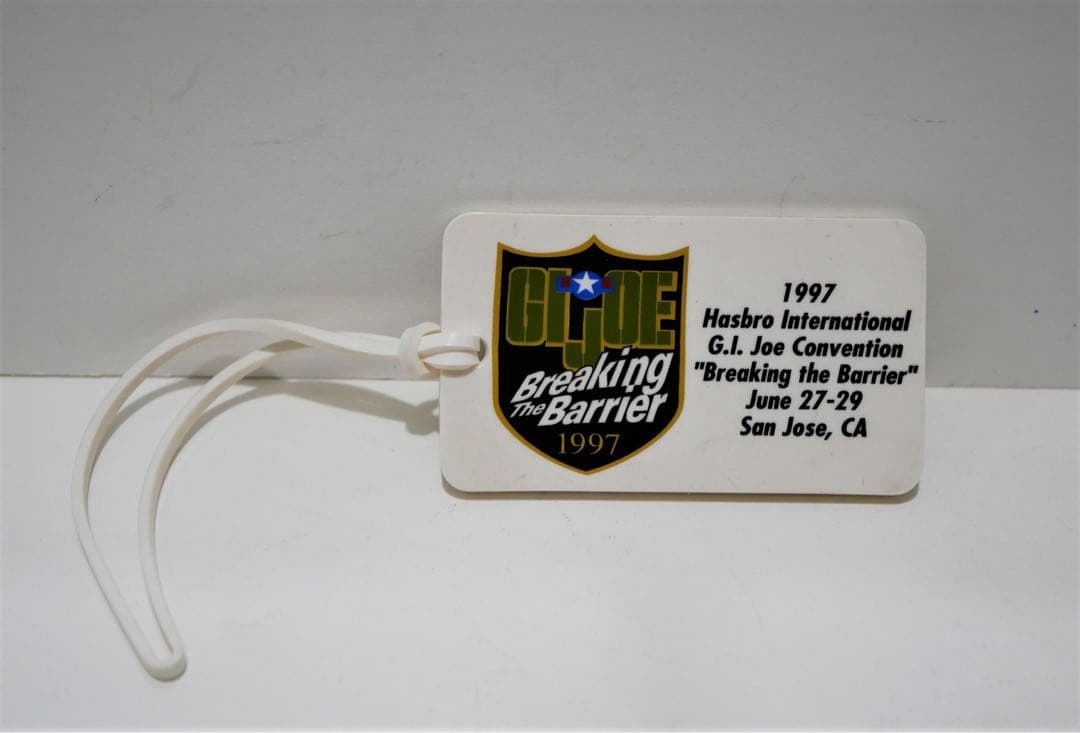 GI JOE
Breaking
The Barrier
1997
1997
Hasbro International
G.I. Joe Convention
"Breaking the Barrier"
June 27-29
San Jose, CA